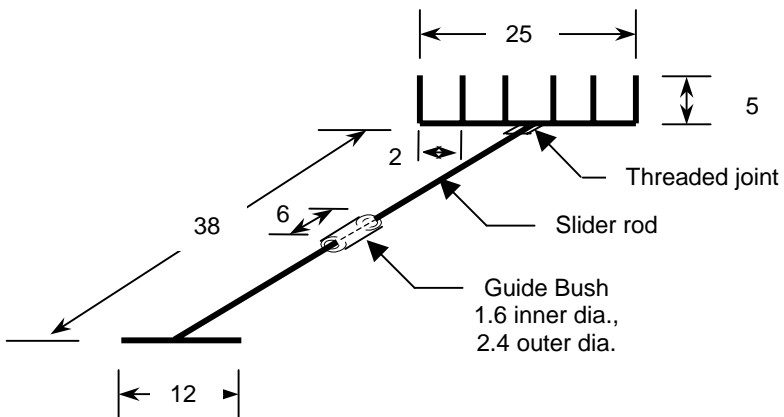 25
5
2
Threaded joint
6
38
Slider rod
Guide Bush
1.6 inner dia.,
2.4 outer dia.
12